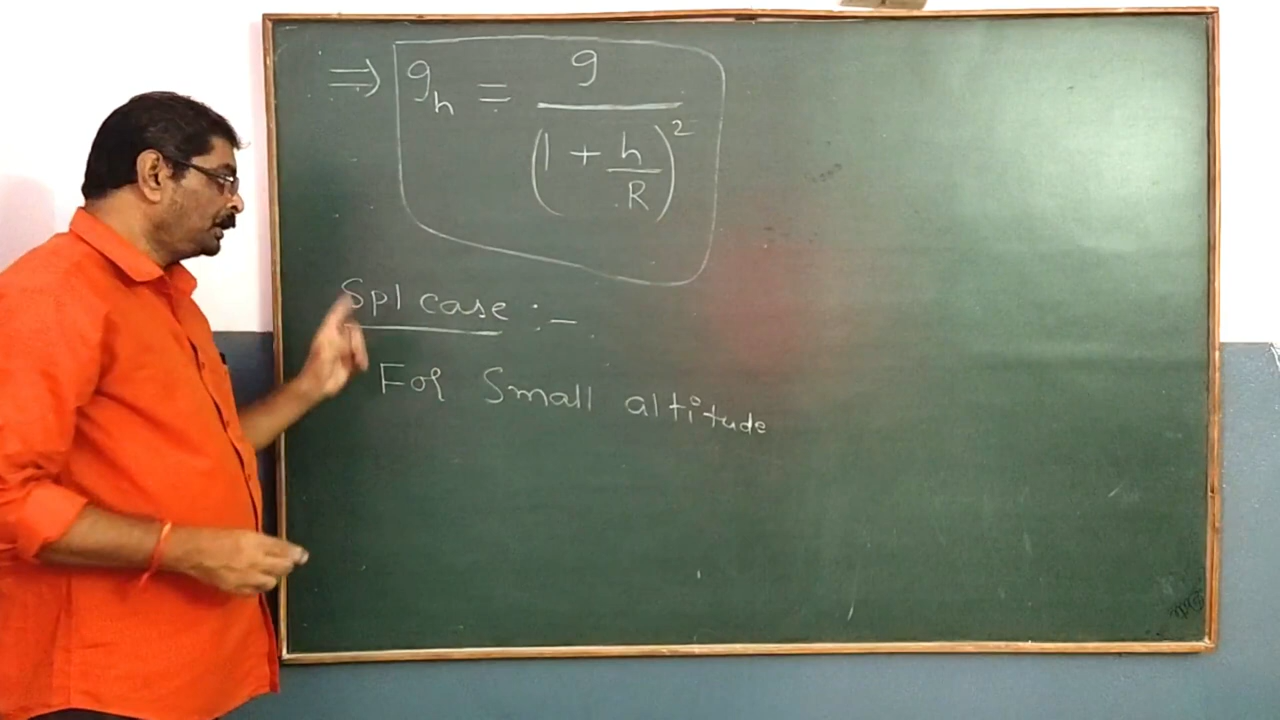 ⇒ g_h = g / (1 + h/R)²
Spl case :-
For Small altitude